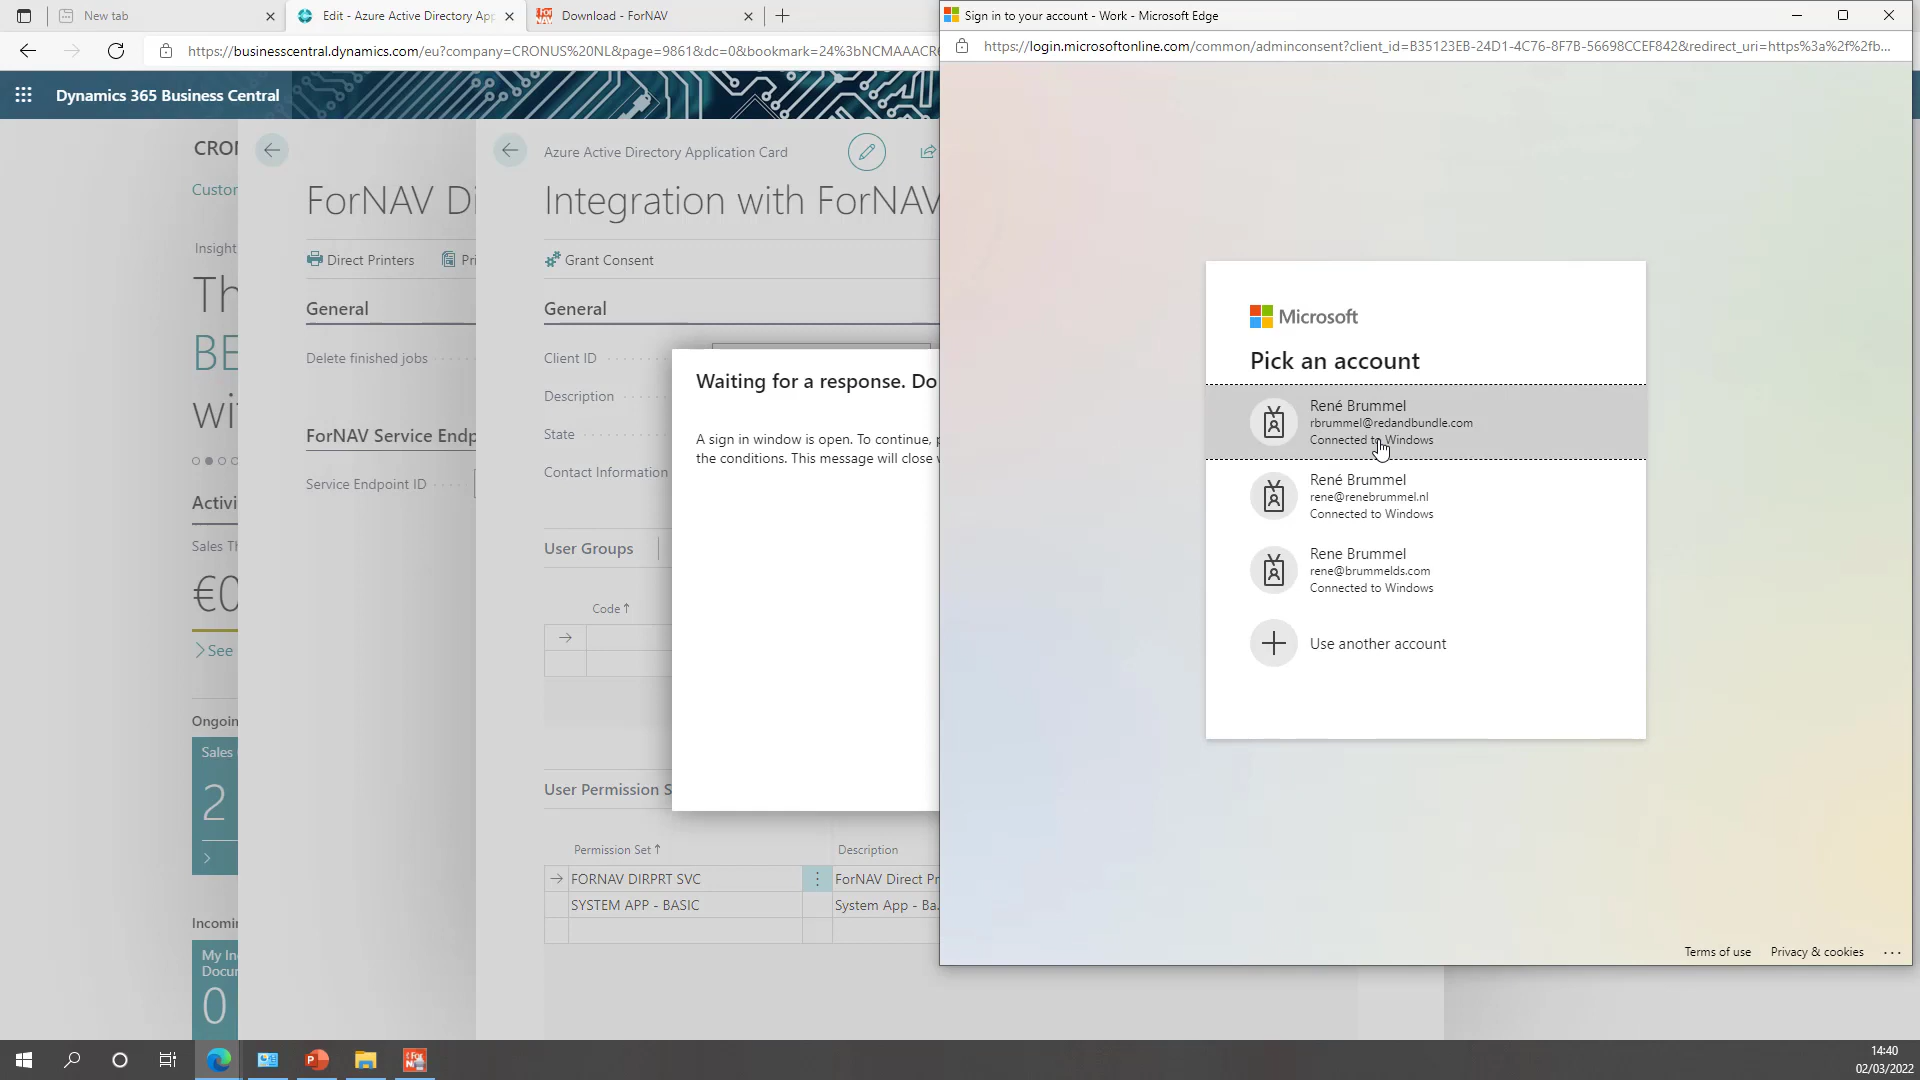 New tab
Edit - Azure Active Directory App
Download - ForNAV
https://businesscentral.dynamics.com/eu?company=CRONUS%20NL&page=9861&dc=0&bookmark=24%3bNCMAAACR
Dynamics 365 Business Central
CRON
Custor
Insight
Th
BE
wi
Activi
Sales Th
€0
See
Ongoin
Sales
2
Incomin
My In
Docur
0
ForNAV Di
Direct Printers
Pri
General
Delete finished jobs
ForNAV Service Endp
Service Endpoint ID
Azure Active Directory Application Card
Integration with ForNAV
Grant Consent
General
Client ID
Description
State
Contact Information
User Groups
Code ↑
User Permission S
Permission Set ↑
Description
FORNAV DIRPRT SVC
ForNAV Direct Pr
SYSTEM APP - BASIC
System App - Ba..
Waiting for a response. Do
A sign in window is open. To continue, p
the conditions. This message will close w
Sign in to your account - Work - Microsoft Edge
https://login.microsoftonline.com/common/adminconsent?client_id=B35123EB-24D1-4C76-8F7B-56698CCEF842&redirect_uri=https%3a%2f%2fb...
Microsoft
Pick an account
René Brummel
rbrummel@redandbundle.com
Connected to Windows
René Brummel
rene@renebrummel.nl
Connected to Windows
Rene Brummel
rene@brummelds.com
Connected to Windows
Use another account
Terms of use
Privacy & cookies
14:40
02/03/2022